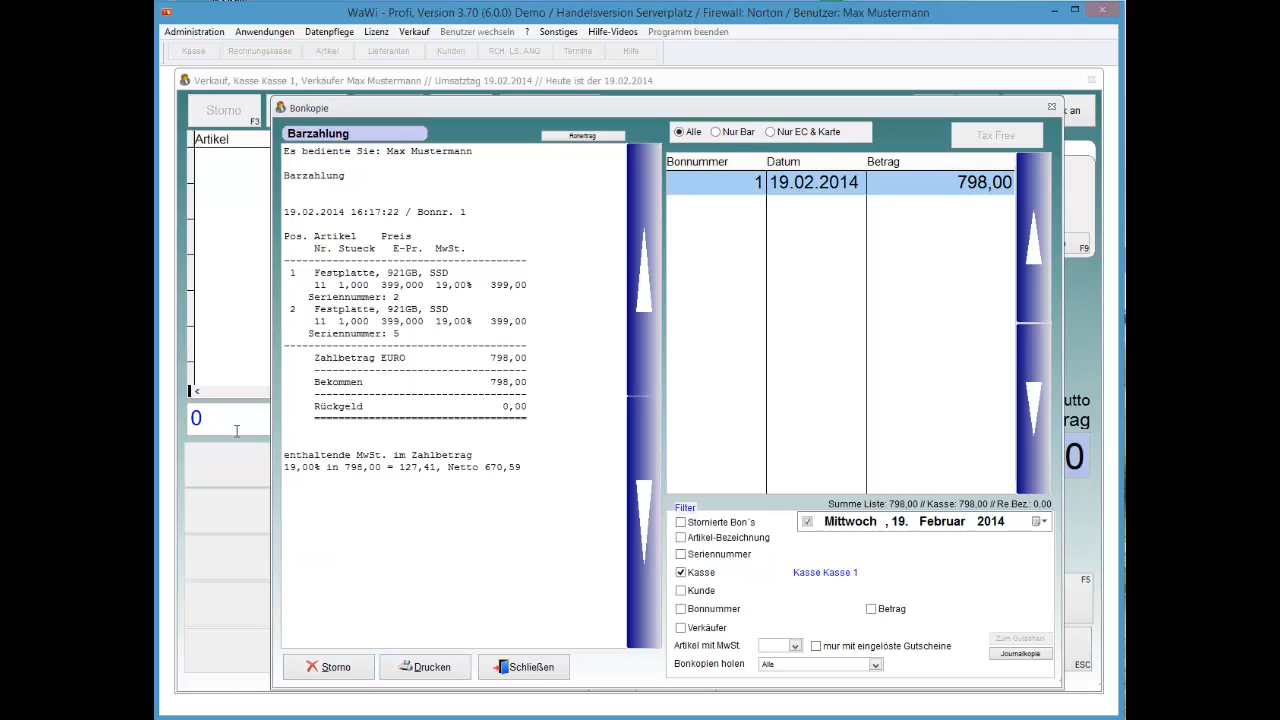 WaWi - Profi, Version 3.70 (6.0.0) Demo / Handelsversion Serverplatz / Firewall: Norton / Benutzer: Max Mustermann
Administration Anwendungen Datenpflege Lizenz Verkauf Benutzer wechseln ? Sonstiges Hilfe-Videos Programm beenden
Kasse Rechnungskasse Artikel Lieferanten Kunden RCH, LS, ANG Termine Hilfe
Verkauf, Kasse Kasse 1, Verkäufer Max Mustermann // Umsatztag 19.02.2014 // Heute ist der 19.02.2014
Storno F3
Bonkopie
k an
Artikel
Barzahlung
Rohertrag
Alle Nur Bar Nur EC & Karte
Tax Free
Es bediente Sie: Max Mustermann
Barzahlung
19.02.2014 16:17:22 / Bonnr. 1
Pos. Artikel Preis
Nr. Stueck E-Pr. MwSt.
----------------------------------------
1 Festplatte, 921GB, SSD
11 1,000 399,000 19,00% 399,00
Seriennummer: 2
2 Festplatte, 921GB, SSD
11 1,000 399,000 19,00% 399,00
Seriennummer: 5
----------------------------------------
Zahlbetrag EURO 798,00
-----------------------------------
Bekommen 798,00
-----------------------------------
Rückgeld 0,00
===================================
enthaltende MwSt. im Zahlbetrag
19,00% in 798,00 = 127,41, Netto 670,59
Bonnummer Datum Betrag
1 19.02.2014 798,00
F9
<
0
utto
rag
0
F5
ESC
Summe Liste: 798,00 // Kasse: 798,00 // Re Bez.: 0,00
Filter
Stornierte Bon´s
Mittwoch , 19. Februar 2014
Artikel-Bezeichnung
Seriennummer
Kasse Kasse Kasse 1
Kunde
Bonnummer Betrag
Verkäufer
Artikel mit MwSt. nur mit eingelöste Gutscheine
Zum Gutschein
Bonkopien holen Alle
Journalkopie
Storno Drucken Schließen